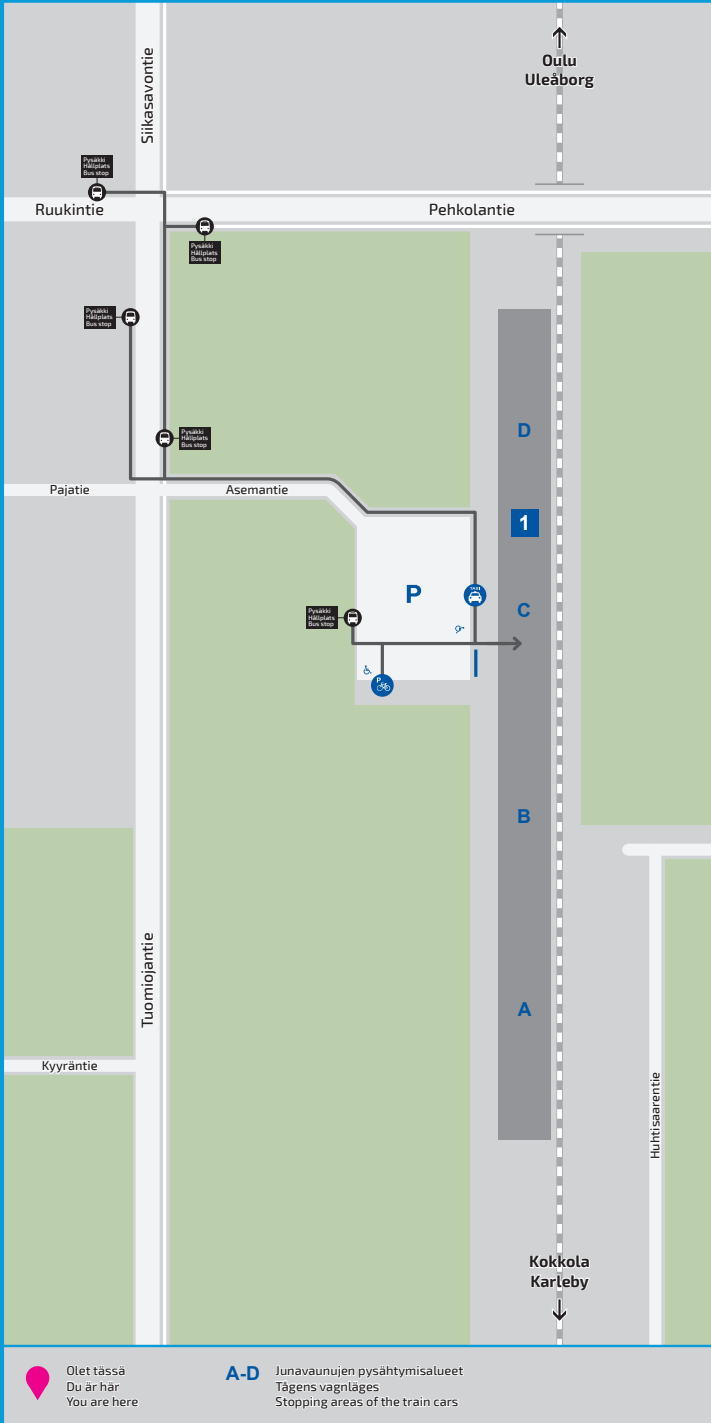 Siikasavontie
Oulu
Uleåborg
Pysäkki
Hållplats
Bus stop
Ruukintie
Pehkolantie
Pysäkki
Hållplats
Bus stop
Pysäkki
Hållplats
Bus stop
D
Pysäkki
Hållplats
Bus stop
Pajatie
Asemantie
1
P
TAXI
C
Pysäkki
Hållplats
Bus stop
P
B
Tuomiojantie
A
Kyyräntie
Huhtisaarentie
Kokkola
Karleby
Olet tässä
Du är här
You are here
A-D
Junavaunujen pysähtymisalueet
Tågens vagnläges
Stopping areas of the train cars